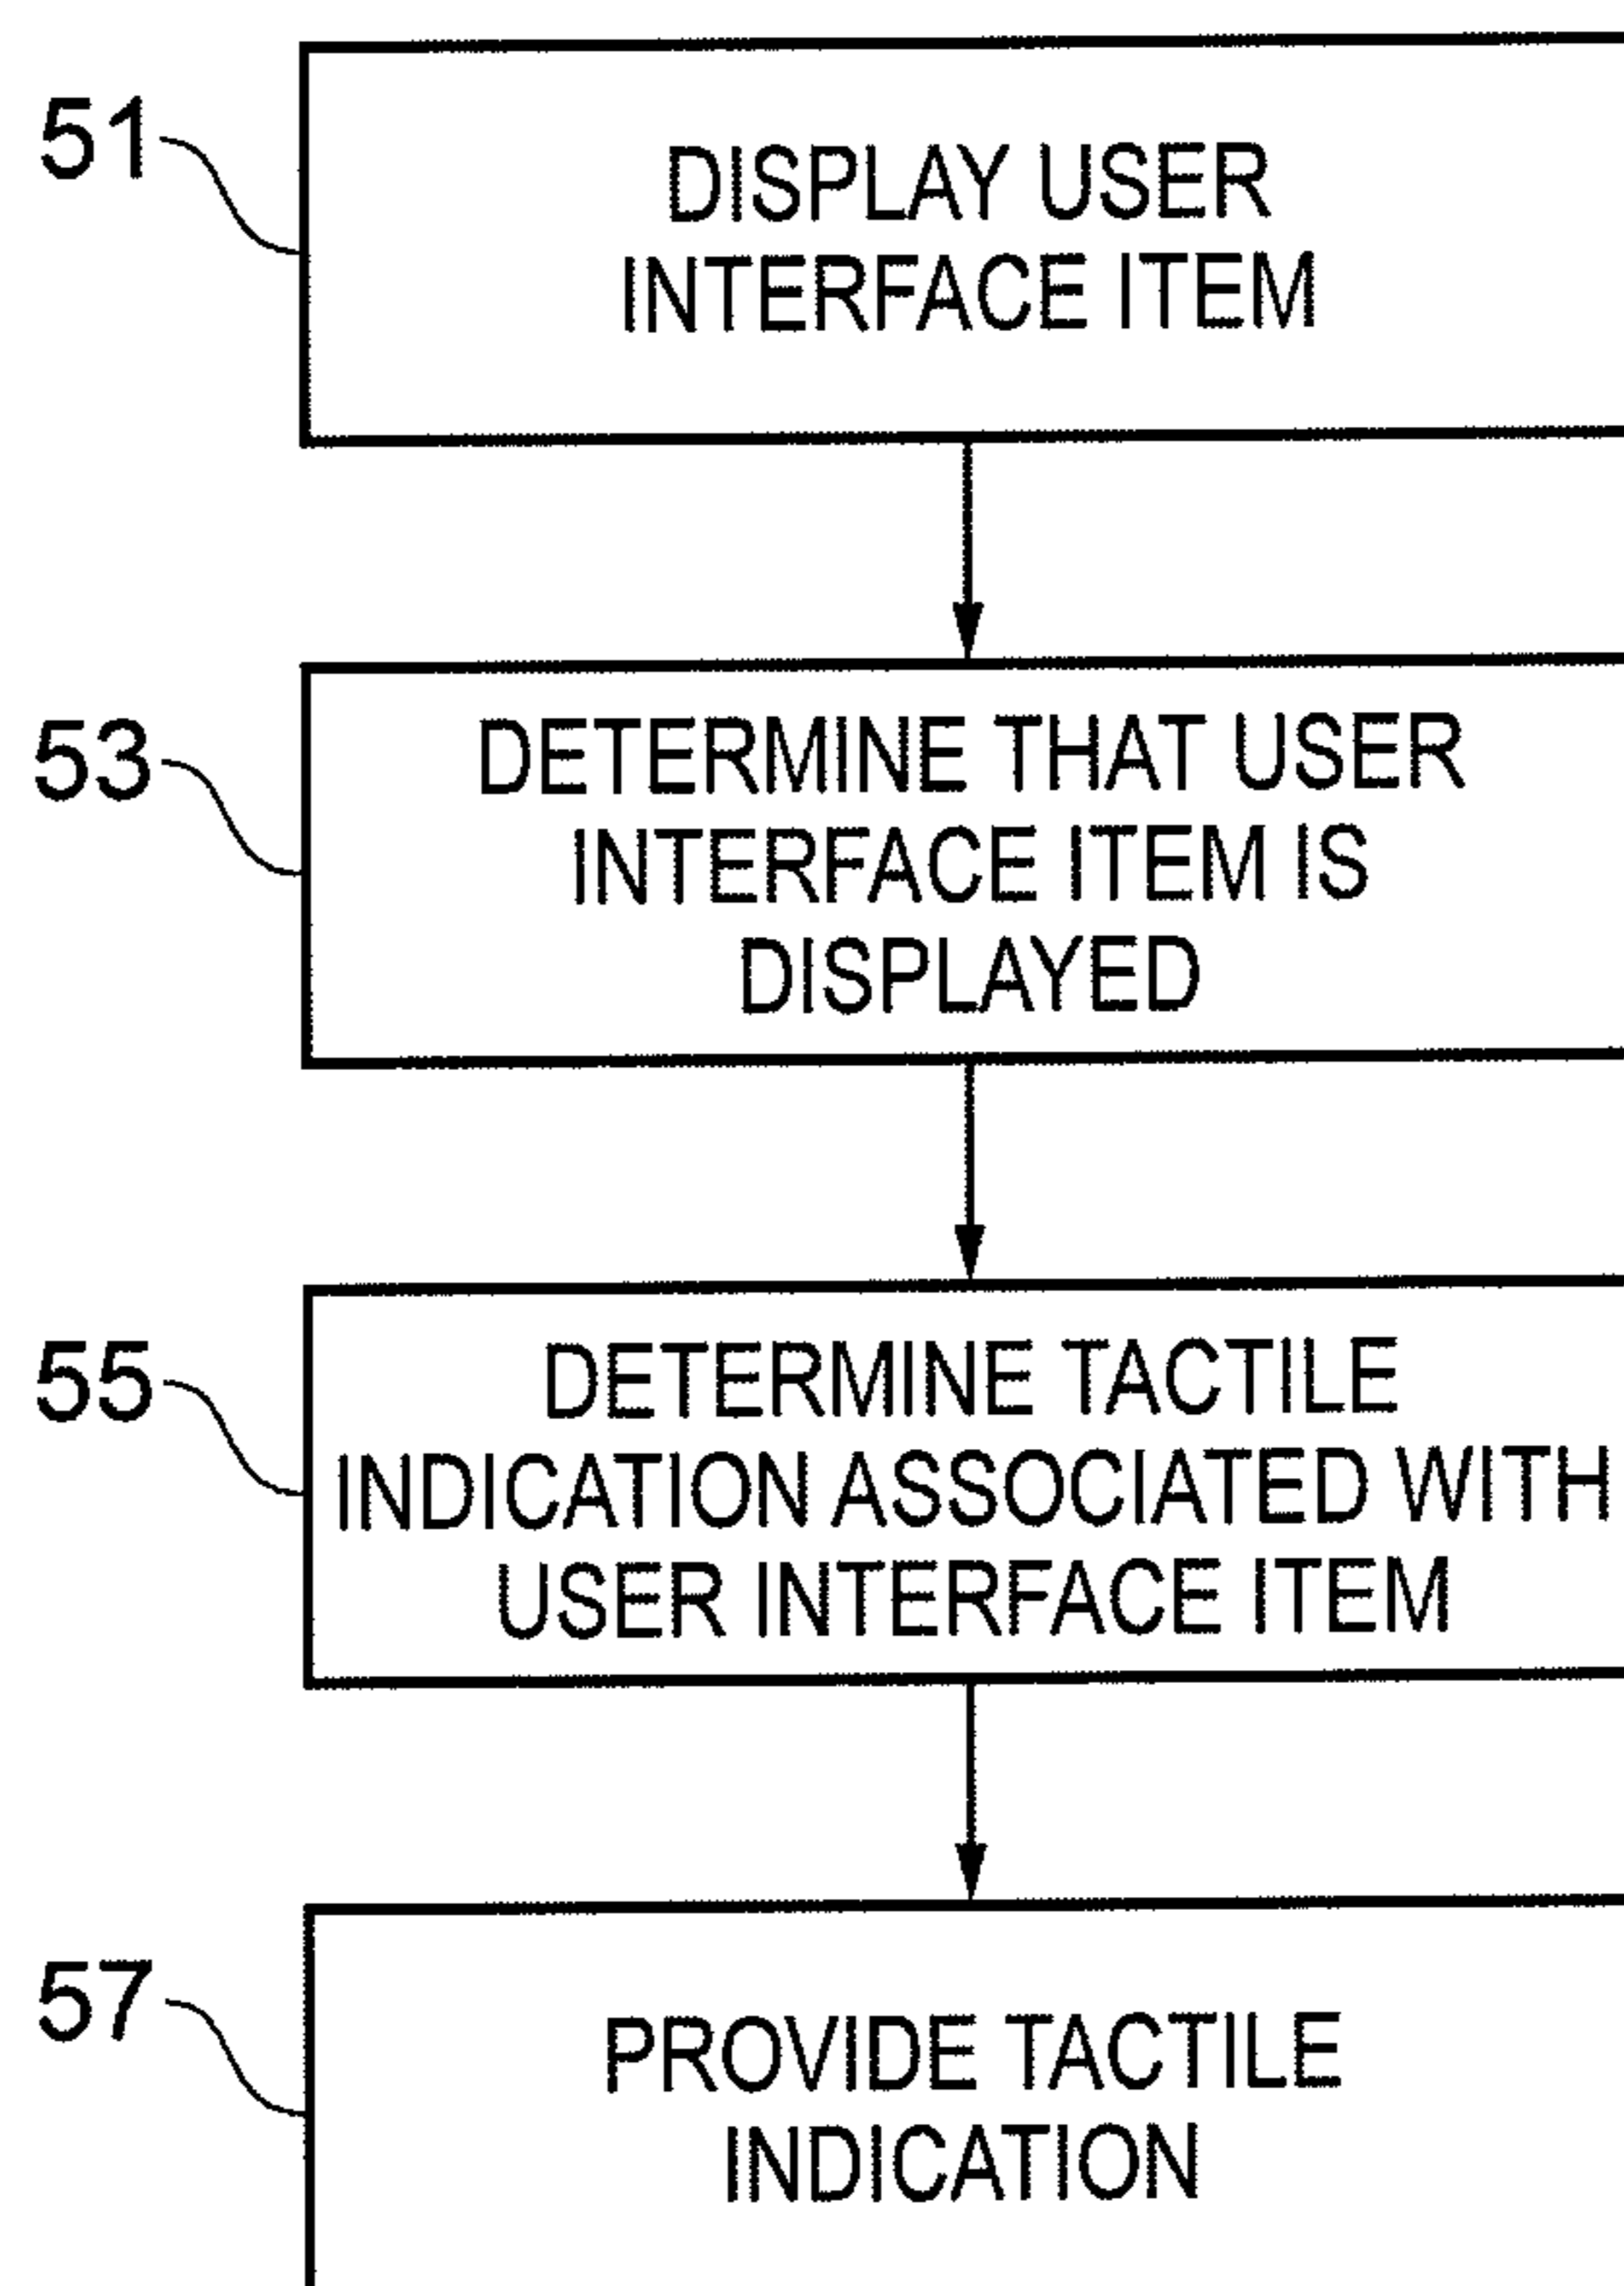 51
DISPLAY USER
INTERFACE ITEM
53
DETERMINE THAT USER
INTERFACE ITEM IS
DISPLAYED
55
DETERMINE TACTILE
INDICATION ASSOCIATED WITH
USER INTERFACE ITEM
57
PROVIDE TACTILE
INDICATION